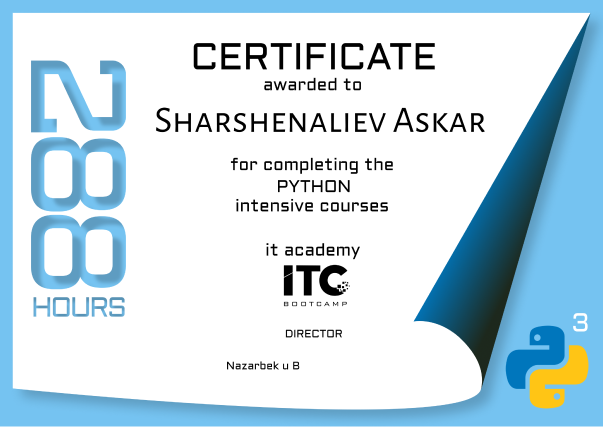 CERTIFICATE
awarded to
SHARSHENALIEV ASKAR
for completing the
PYTHON
intensive courses
it academy
ITC
BOOTCAMP
DIRECTOR
Nazarbek u B
288
HOURS
3